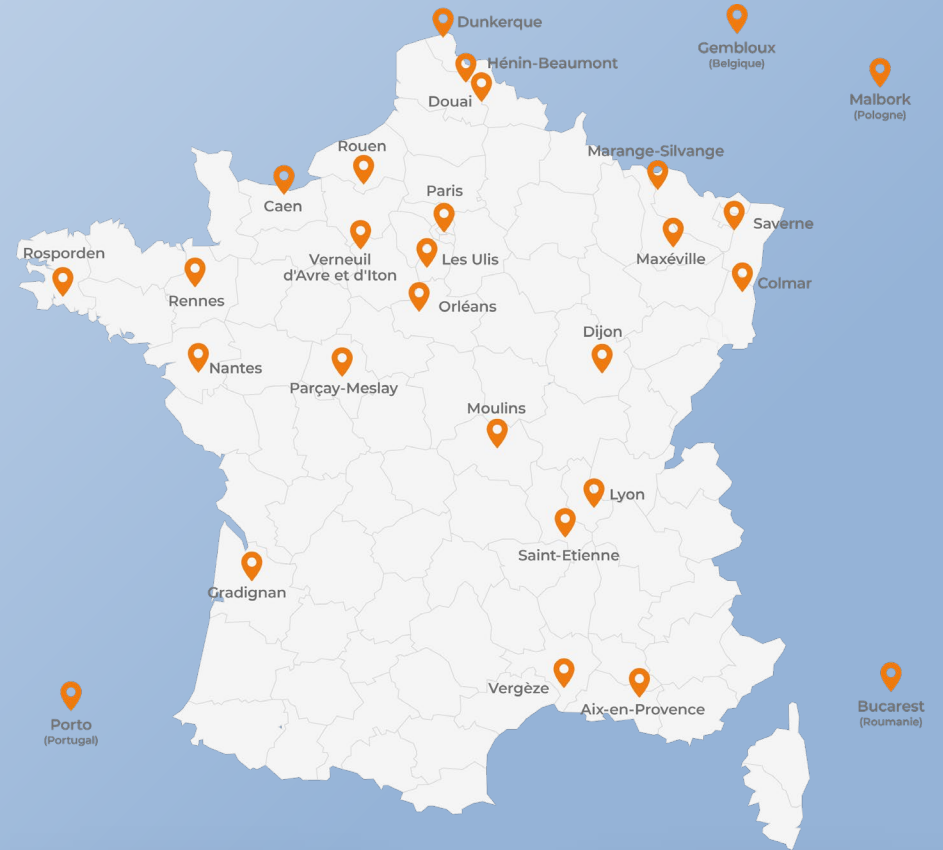 Dunkerque
Gembloux
(Belgique)
Hénin-Beaumont
Malbork
(Pologne)
Douai
Rouen
Marange-Silvange
Paris
Caen
Saverne
Rosporden
Verneuil
d'Avre et d'Iton
Les Ulis
Maxéville
Colmar
Rennes
Orléans
Dijon
Nantes
Parçay-Meslay
Moulins
Lyon
Saint-Etienne
Gradignan
Vergèze
Aix-en-Provence
Bucarest
(Roumanie)
Porto
(Portugal)